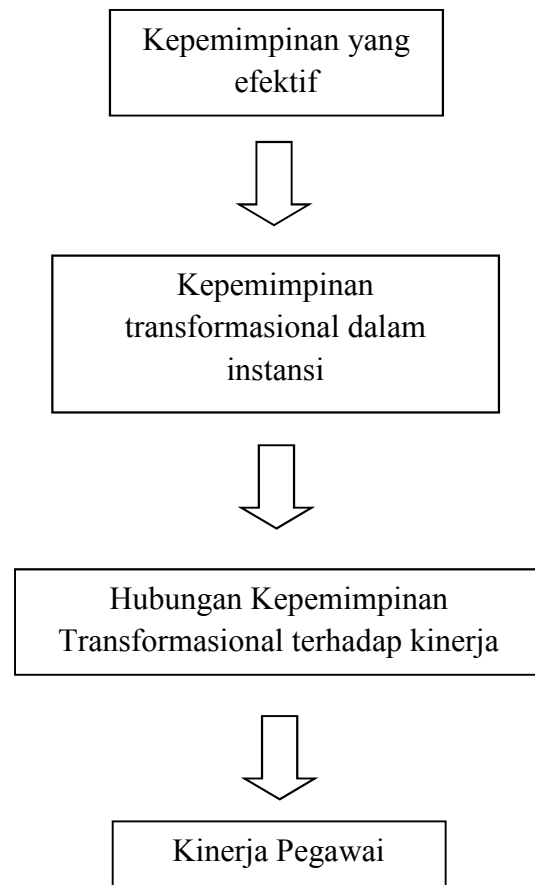 Kepemimpinan yang
efektif
Kepemimpinan
transformasional dalam
instansi
Hubungan Kepemimpinan
Transformasional terhadap kinerja
Kinerja Pegawai